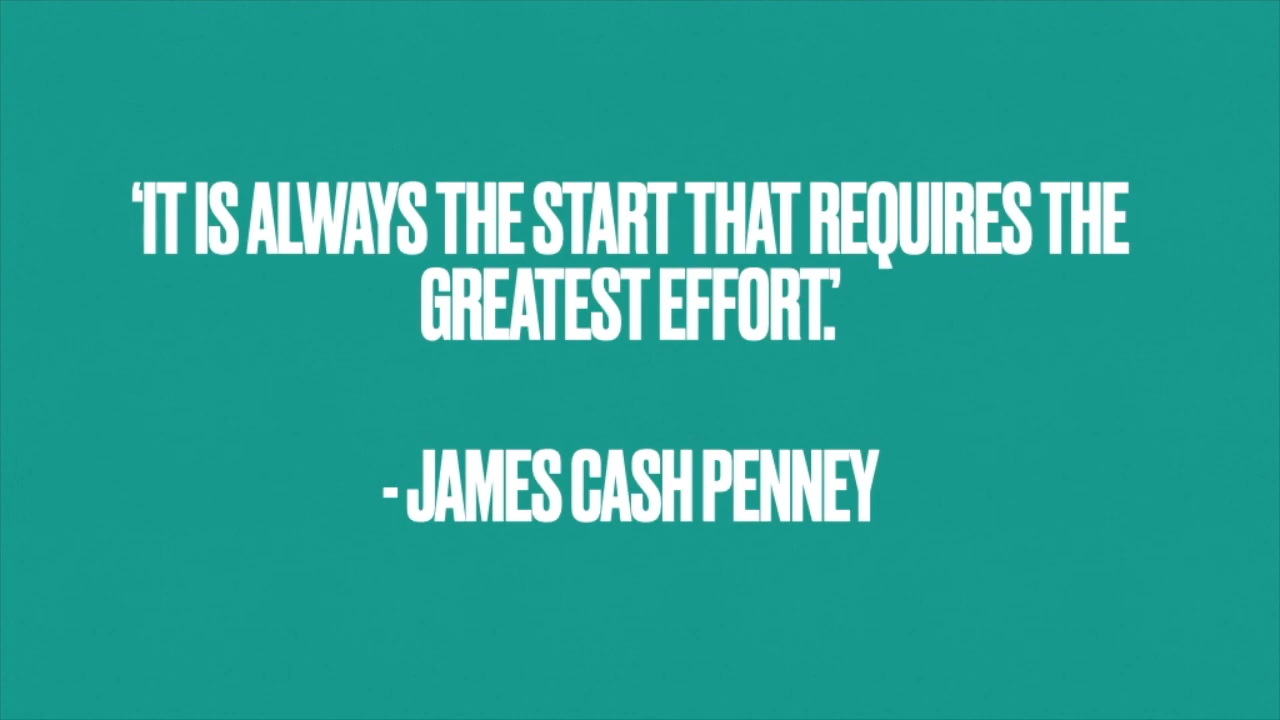 ‘IT IS ALWAYS THE START THAT REQUIRES THE
GREATEST EFFORT.’
- JAMES CASH PENNEY